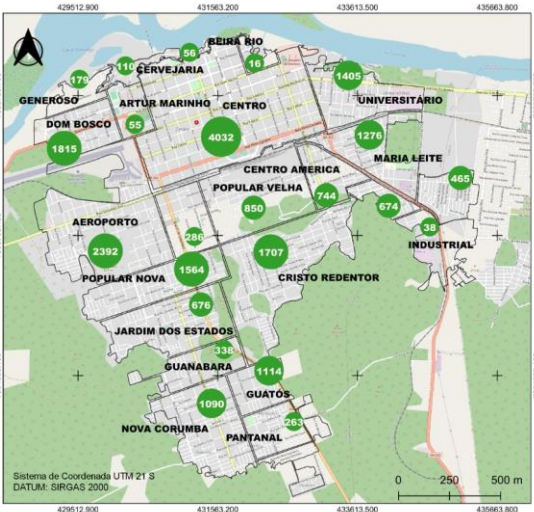 429512.900 431563.200 433613.500 435663.800
BEIRA RIO
56
110
16
CERVEJARIA
179
1405
GENEROSO
ARTUR MARINHO
CENTRO
UNIVERSITÁRIO
DOM BOSCO
55
4032
1276
1815
MARIA LEITE
CENTRO AMERICA
465
POPULAR VELHA
744
850
674
AEROPORTO
38
286
INDUSTRIAL
2392
1707
1564
POPULAR NOVA
CRISTO REDENTOR
676
JARDIM DOS ESTADOS
338
GUANABARA
1114
GUATÓS
1090
263
NOVA CORUMBA
PANTANAL
Sistema de Coordenada UTM 21 S
DATUM: SIRGAS 2000
0 250 500 m
429512.900 431563.200 433613.500 435663.800